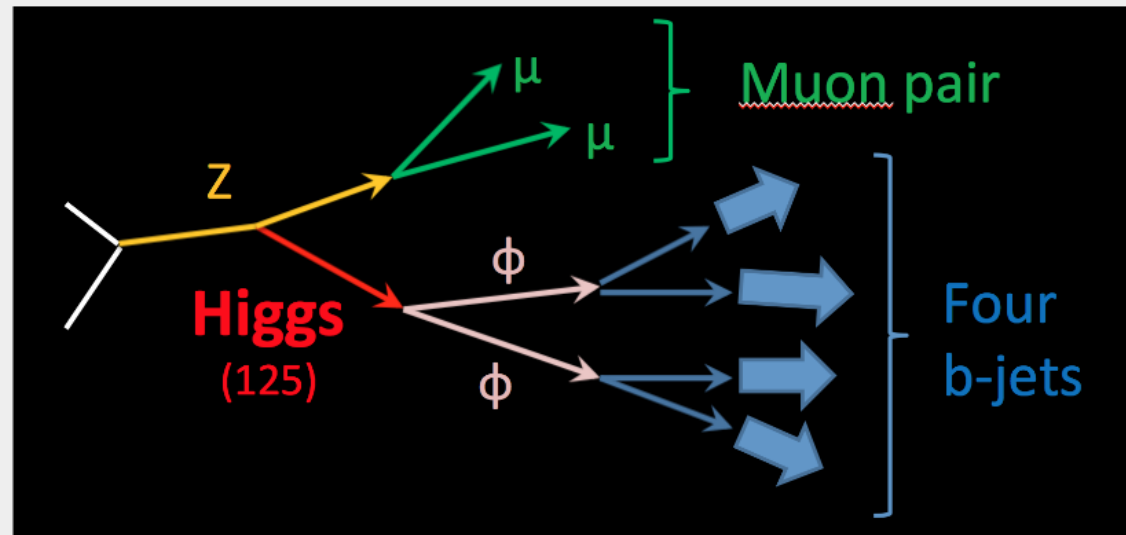 μ
Muon pair
μ
Z
ϕ
Higgs
(125)
ϕ
Four
b-jets